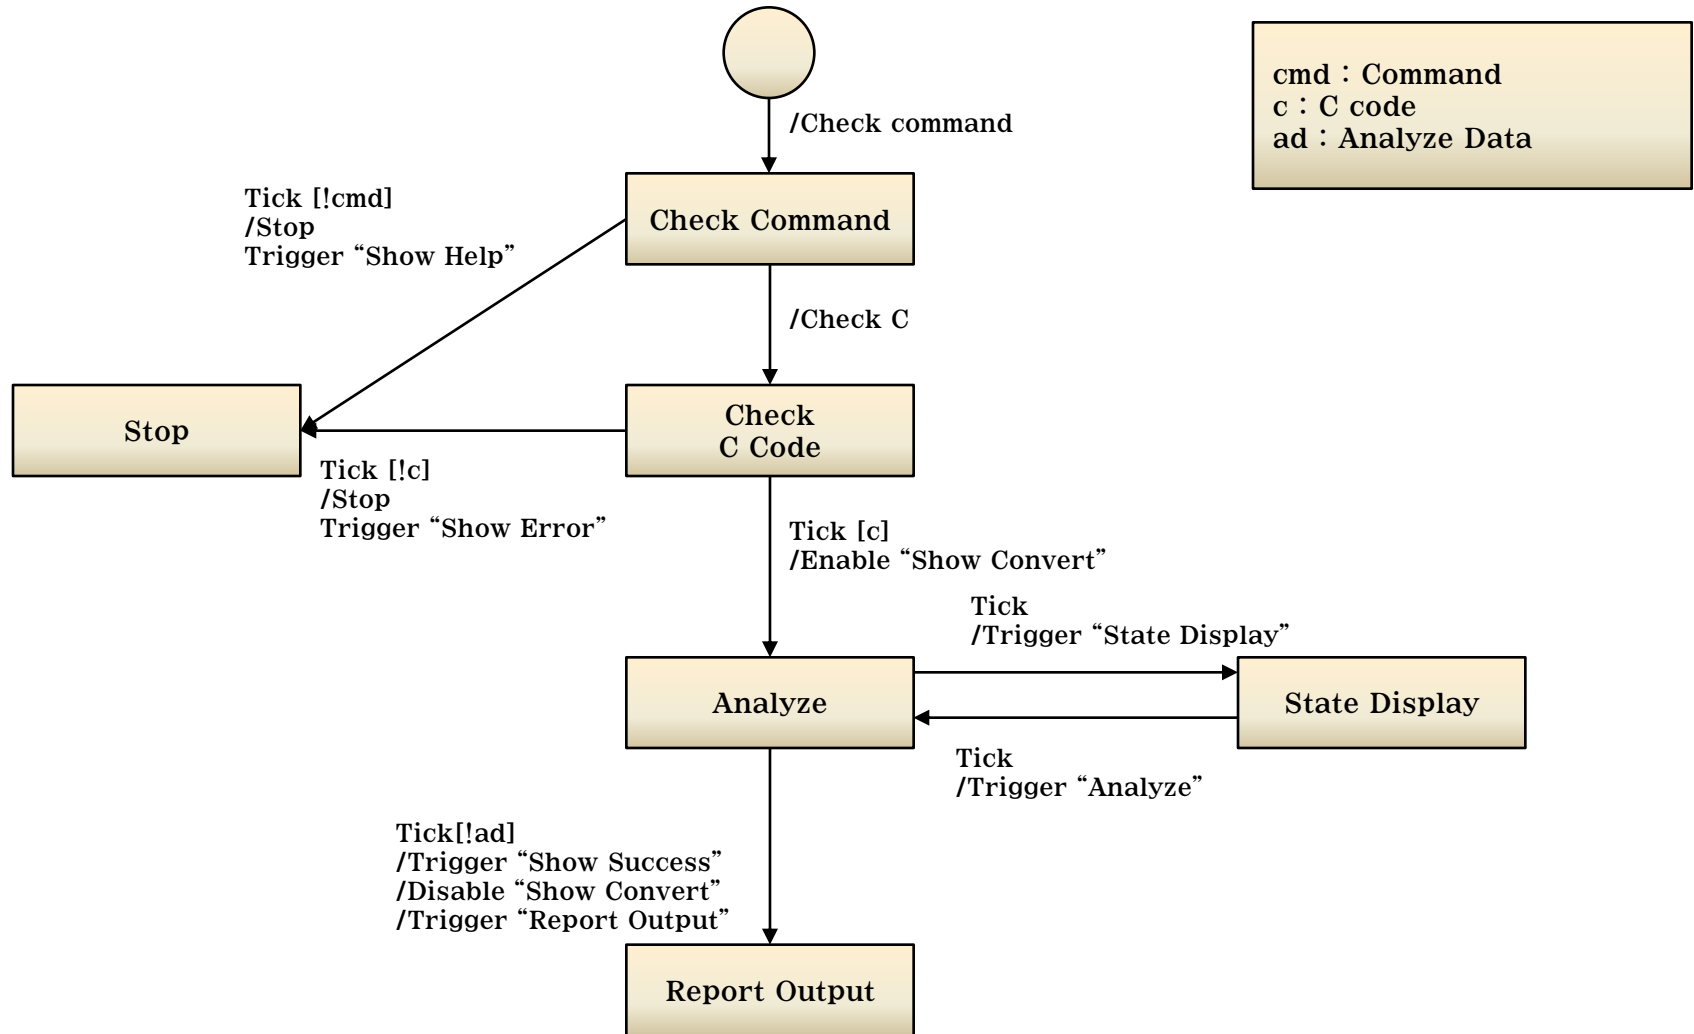 /Check command
cmd : Command
c : C code
ad : Analyze Data
Tick [!cmd]
/Stop
Trigger “Show Help”
Check Command
/Check C
Stop
Check
C Code
Tick [!c]
/Stop
Trigger “Show Error”
Tick [c]
/Enable “Show Convert”
Tick
/Trigger “State Display”
Analyze
State Display
Tick
/Trigger “Analyze”
Tick[!ad]
/Trigger “Show Success”
/Disable “Show Convert”
/Trigger “Report Output”
Report Output